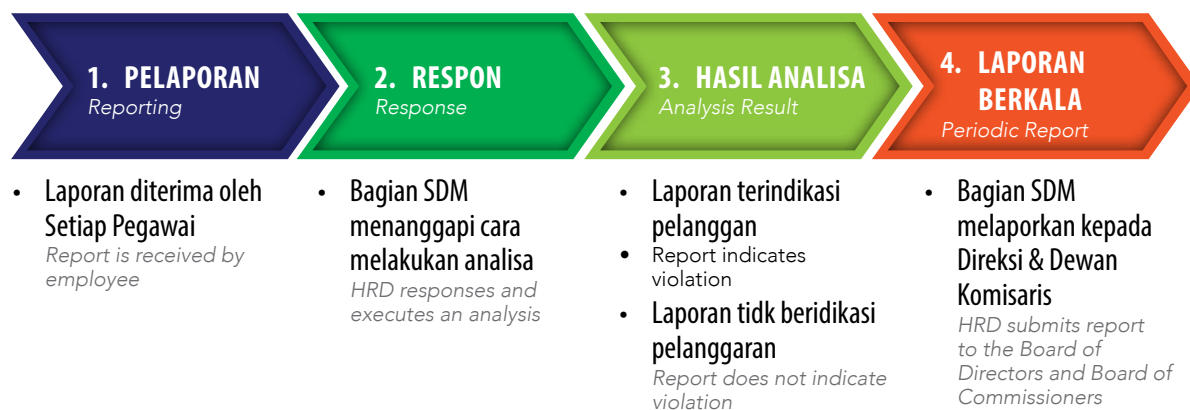 1. PELAPORAN
Reporting
2. RESPON
Response
3. HASIL ANALISA
Analysis Result
4. LAPORAN
BERKALA
Periodic Report
• Laporan diterima oleh
Setiap Pegawai
Report is received by
employee
• Bagian SDM
menanggapi cara
melakukan analisa
HRD responses and
executes an analysis
• Laporan terindikasi
pelanggan
• Report indicates
violation
• Laporan tidk beridikasi
pelanggaran
Report does not indicate
violation
• Bagian SDM
melaporkan kepada
Direksi & Dewan
Komisaris
HRD submits report
to the Board of
Directors and Board of
Commissioners